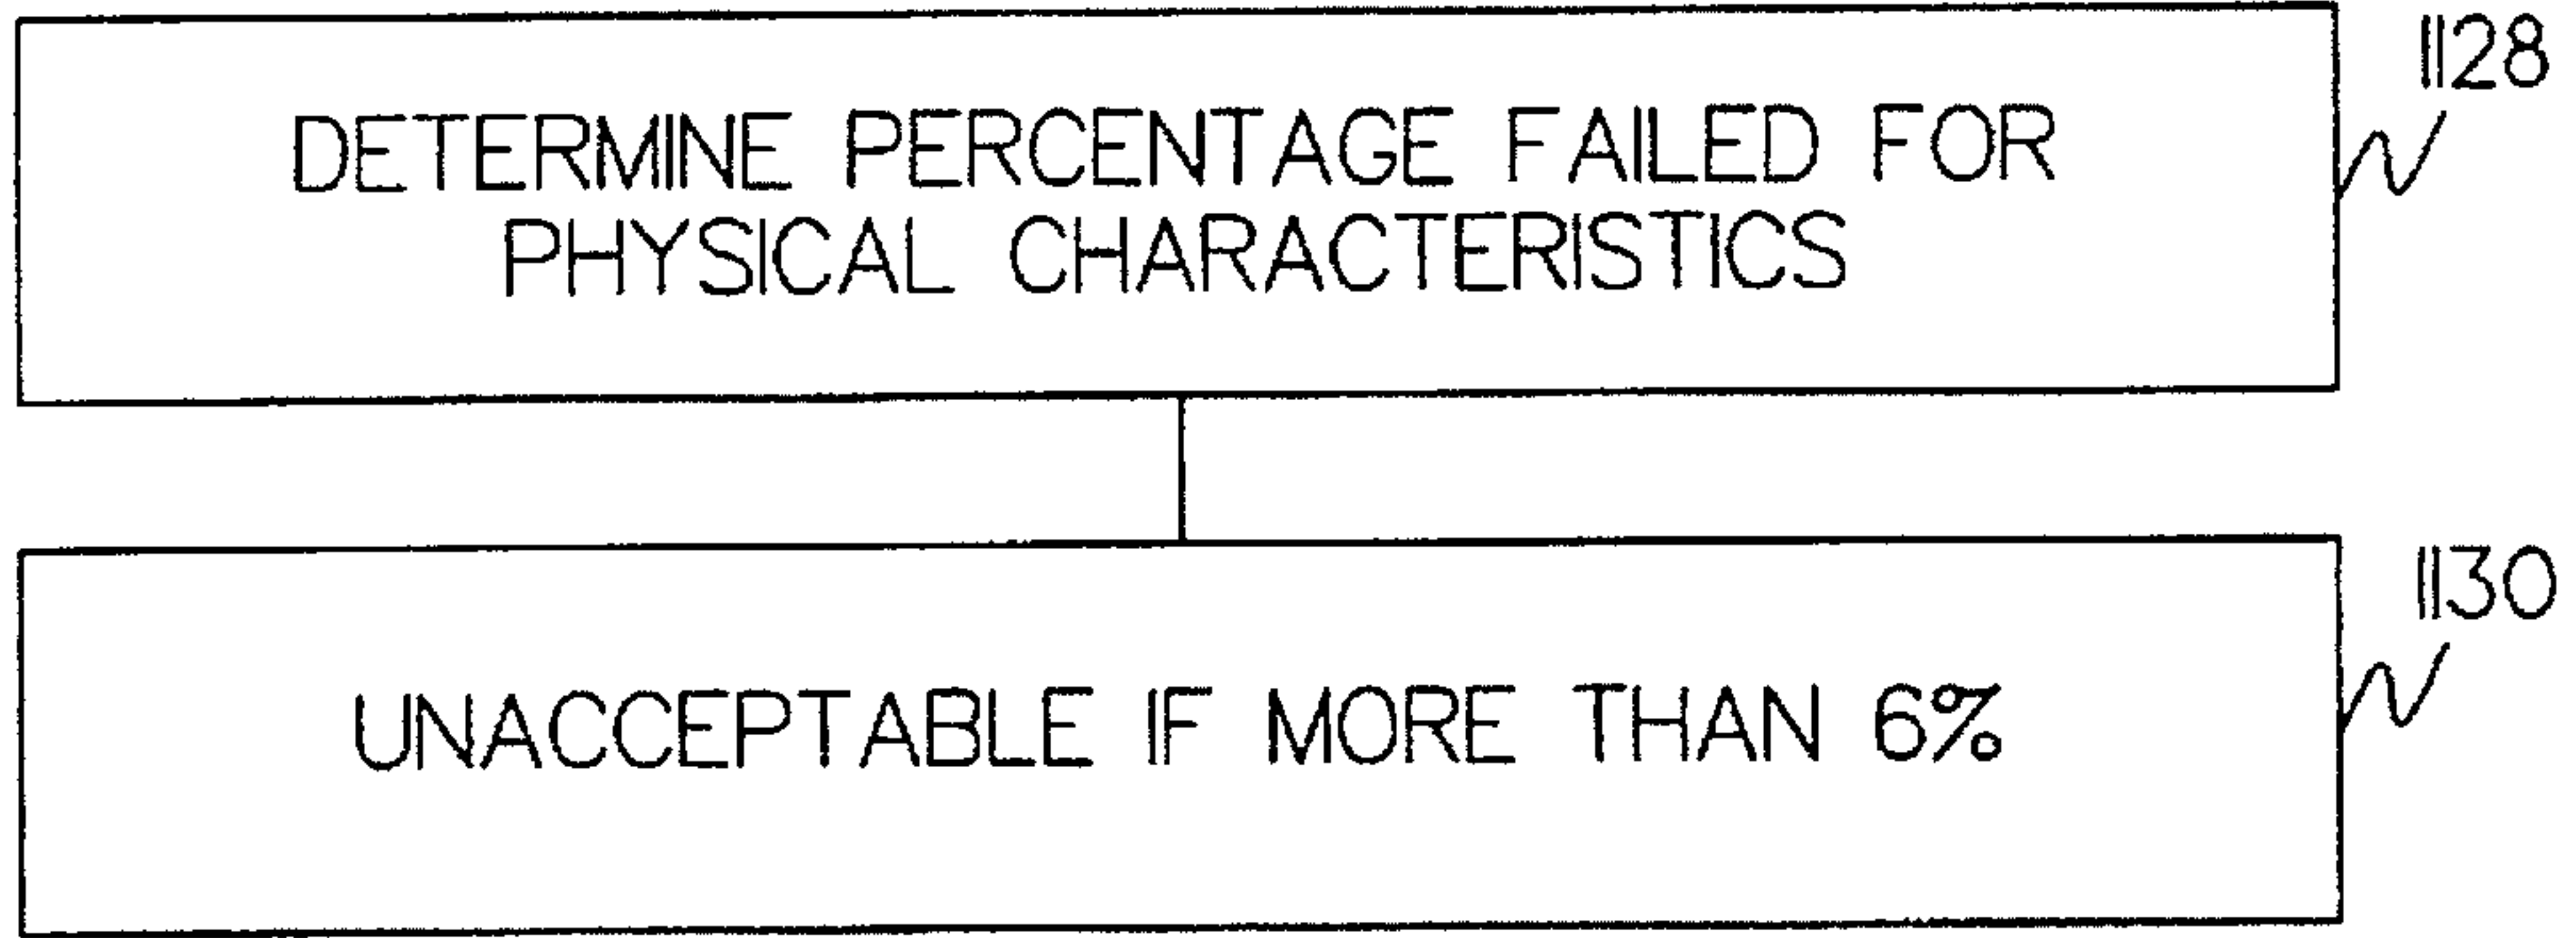 1128
DETERMINE PERCENTAGE FAILED FOR
PHYSICAL CHARACTERISTICS
1130
UNACCEPTABLE IF MORE THAN 6%